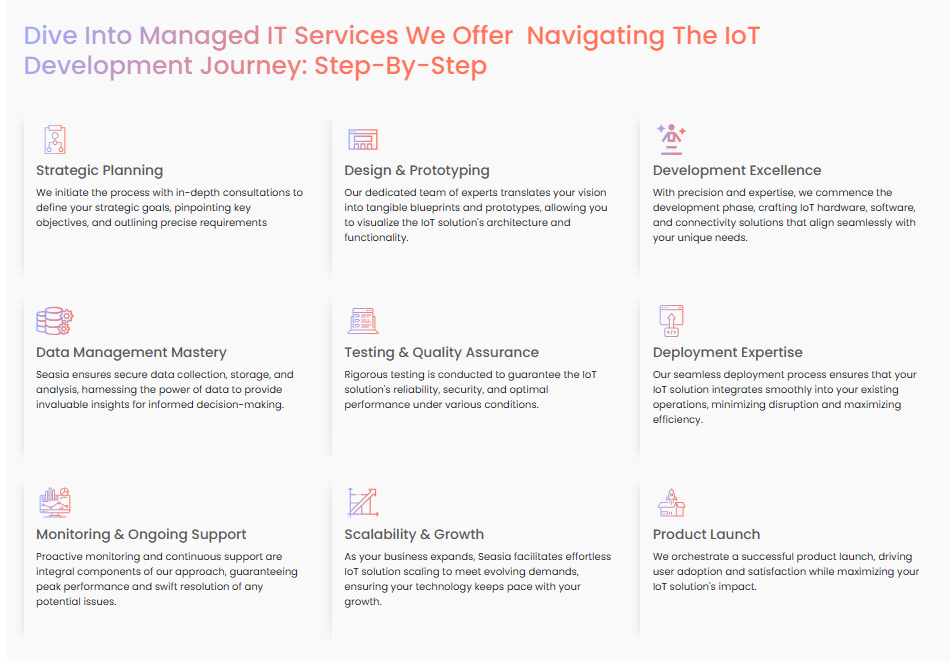 Dive Into Managed IT Services We Offer  Navigating The IoT
Development Journey: Step-By-Step
Strategic Planning
We initiate the process with in-depth consultations to
define your strategic goals, pinpointing key
objectives, and outlining precise requirements
Design & Prototyping
Our dedicated team of experts translates your vision
into tangible blueprints and prototypes, allowing you
to visualize the IoT solution's architecture and
functionality.
Development Excellence
With precision and expertise, we commence the
development phase, crafting IoT hardware, software,
and connectivity solutions that align seamlessly with
your unique needs.
Data Management Mastery
Seasia ensures secure data collection, storage, and
analysis, harnessing the power of data to provide
invaluable insights for informed decision-making.
Testing & Quality Assurance
Rigorous testing is conducted to guarantee the IoT
solution's reliability, security, and optimal
performance under various conditions.
Deployment Expertise
Our seamless deployment process ensures that your
IoT solution integrates smoothly into your existing
operations, minimizing disruption and maximizing
efficiency.
Monitoring & Ongoing Support
Proactive monitoring and continuous support are
integral components of our approach, guaranteeing
peak performance and swift resolution of any
potential issues.
Scalability & Growth
As your business expands, Seasia facilitates effortless
IoT solution scaling to meet evolving demands,
ensuring your technology keeps pace with your
growth.
Product Launch
We orchestrate a successful product launch, driving
user adoption and satisfaction while maximizing your
IoT solution's impact.